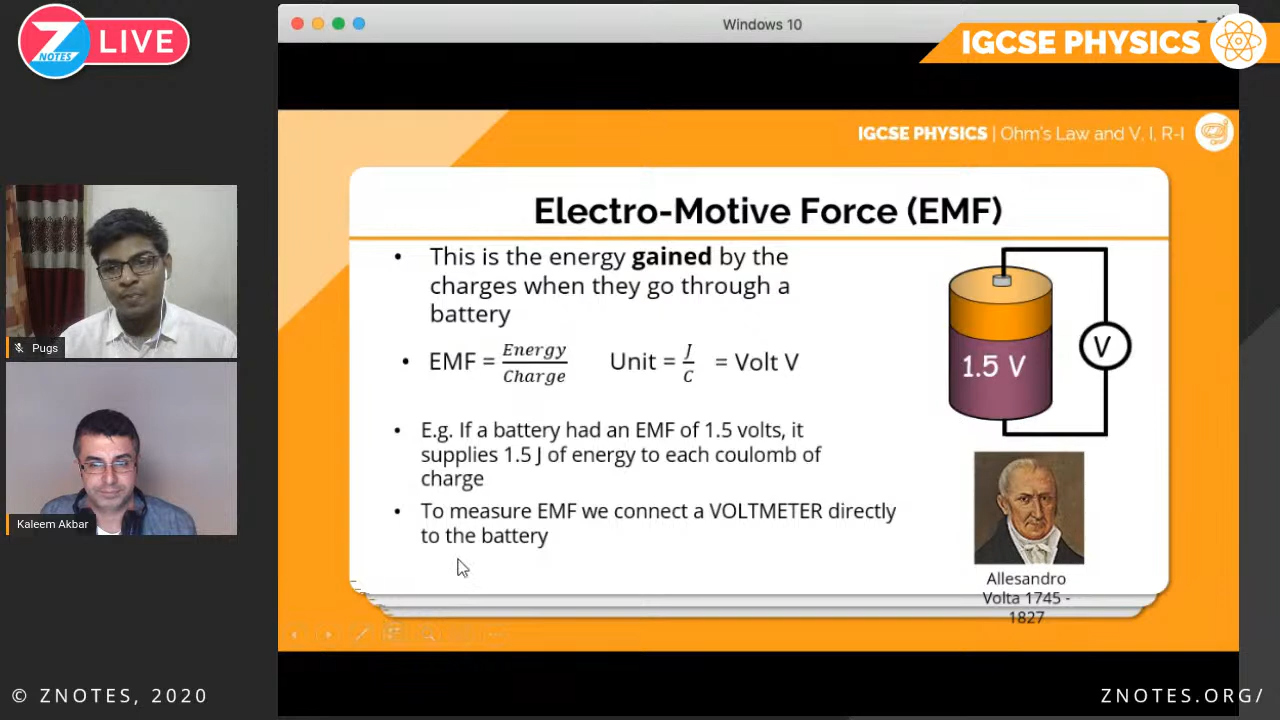 Z
NOTES
LIVE
Windows 10
IGCSE PHYSICS
IGCSE PHYSICS | Ohm's Law and V, I, R-I
Electro-Motive Force (EMF)
• This is the energy gained by the
charges when they go through a
battery
• EMF = Energy/Charge Unit = J/C = Volt V
• E.g. If a battery had an EMF of 1.5 volts, it
supplies 1.5 J of energy to each coulomb of
charge
• To measure EMF we connect a VOLTMETER directly
to the battery
1.5 V
V
Allesandro
Volta 1745 -
1827
Pugs
Kaleem Akbar
© ZNOTES, 2020
ZNOTES.ORG/